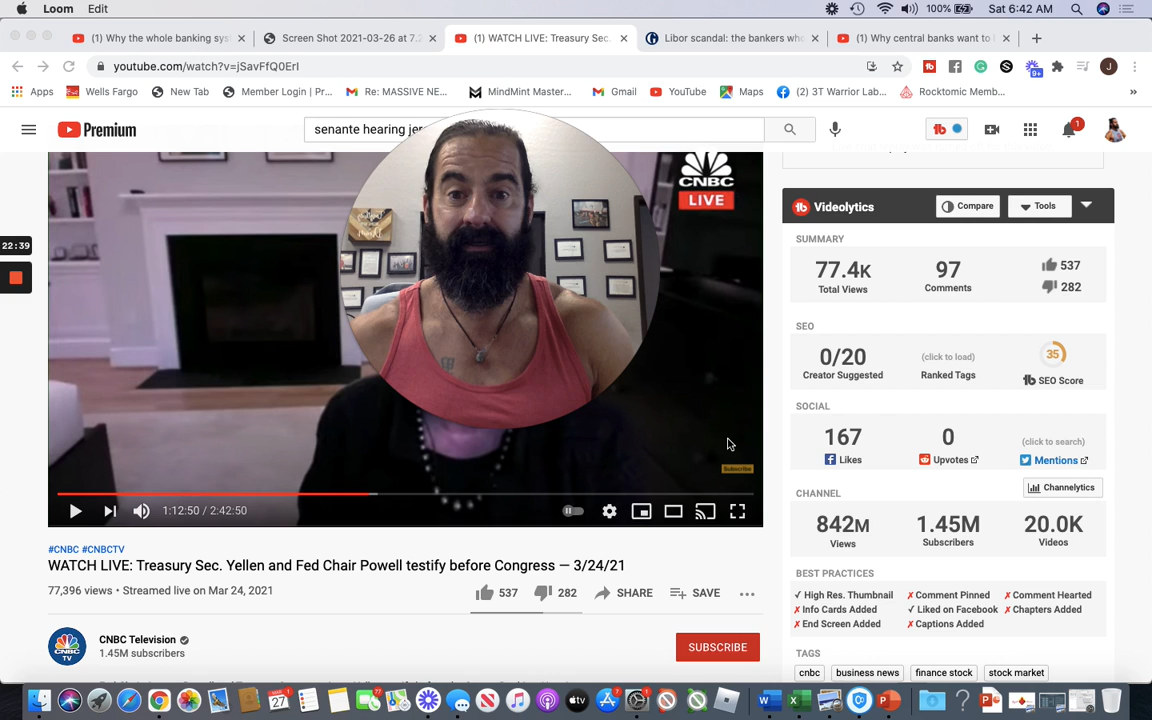 Loom Edit 100% Sat 6:42 AM
(1) Why the whole banking sys
Screen Shot 2021-03-26 at 7.2
(1) WATCH LIVE: Treasury Sec.
Libor scandal: the bankers who
(1) Why central banks want to
youtube.com/watch?v=jSavFfQ0ErI
9+
J
Apps Wells Fargo New Tab Member Login | Pr... Re: MASSIVE NE... MindMint Master... Gmail YouTube Maps (2) 3T Warrior Lab... Rocktomic Memb... »
Premium
senante hearing jer
1
CNBC
LIVE
22:39
Subscribe
1:12:50 / 2:42:50
#CNBC #CNBCTV
WATCH LIVE: Treasury Sec. Yellen and Fed Chair Powell testify before Congress — 3/24/21
77,396 views • Streamed live on Mar 24, 2021
537 282 SHARE SAVE
CNBC Television
1.45M subscribers
SUBSCRIBE
CNBC
TV
Videolytics Compare Tools
SUMMARY
77.4K
Total Views
97
Comments
537
282
SEO
0/20
Creator Suggested
(click to load)
Ranked Tags
35
SEO Score
SOCIAL
167
Likes
0
Upvotes
(click to search)
Mentions
CHANNEL Channelytics
842M
Views
1.45M
Subscribers
20.0K
Videos
BEST PRACTICES
✓ High Res. Thumbnail ✗ Comment Pinned ✗ Comment Hearted
✗ Info Cards Added ✓ Liked on Facebook ✗ Chapters Added
✗ End Screen Added ✗ Captions Added
TAGS
cnbc business news finance stock stock market